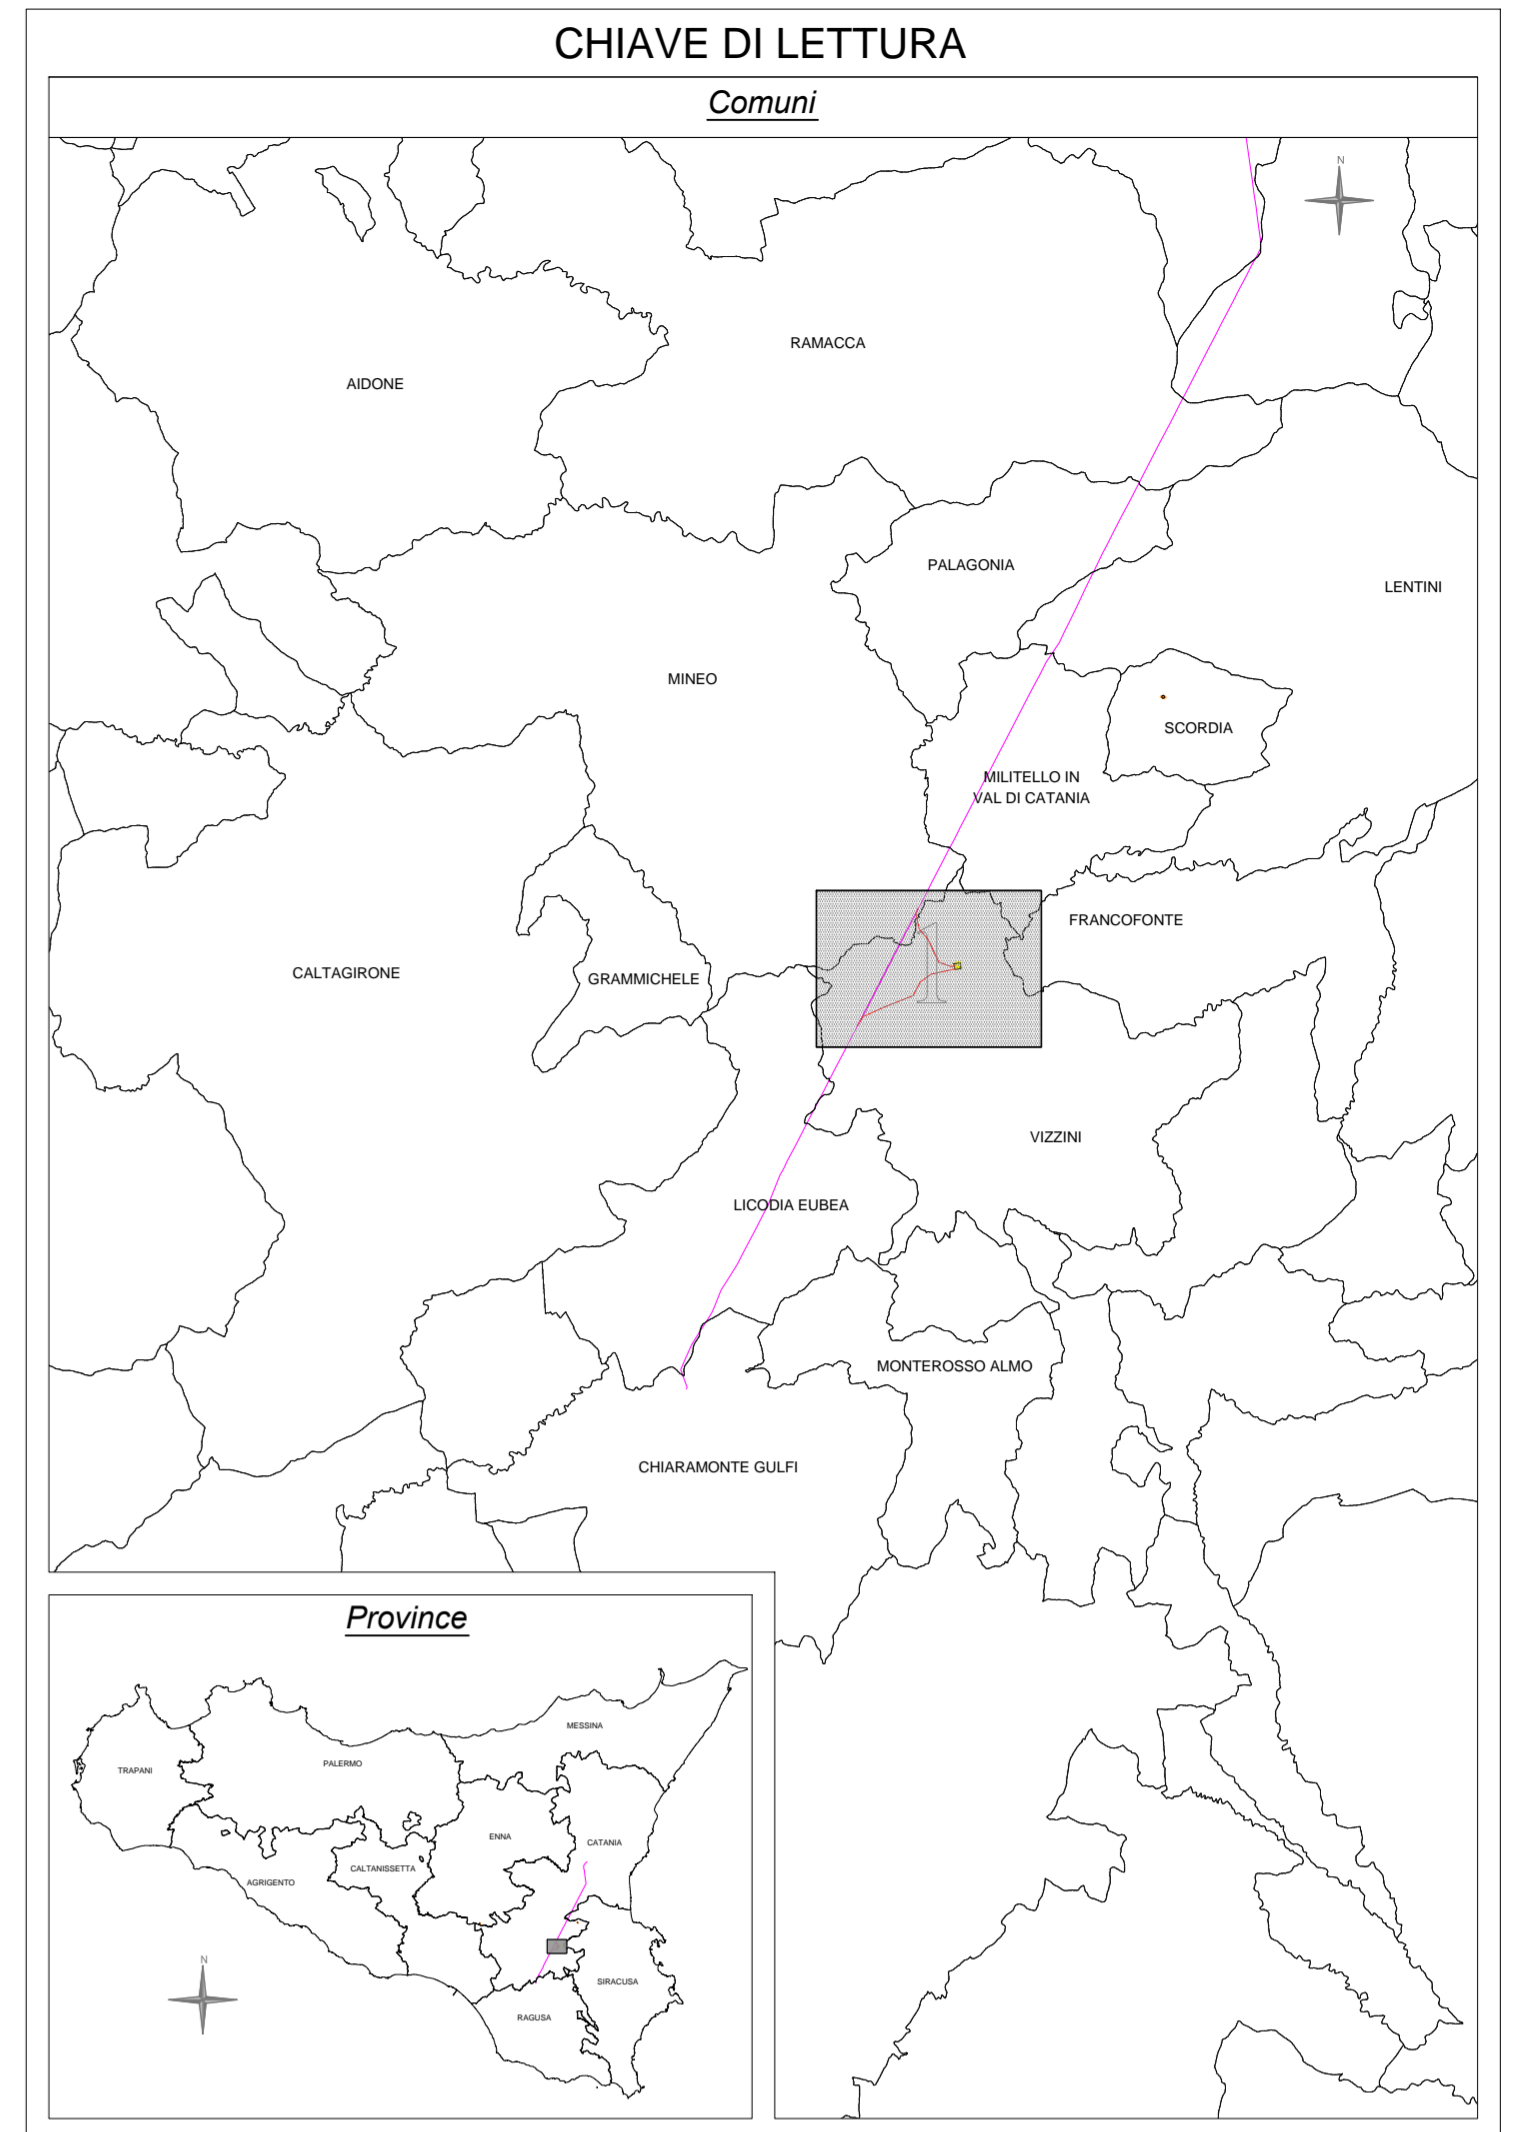 CHIAVE DI LETTURA
Comuni
N
RAMACCA
AIDONE
PALAGONIA
LENTINI
MINEO
SCORDIA
MILITELLO IN
VAL DI CATANIA
FRANCOFONTE
1
CALTAGIRONE
GRAMMICHELE
VIZZINI
LICODIA EUBEA
MONTEROSSO ALMO
CHIARAMONTE GULFI
Province
MESSINA
PALERMO
TRAPANI
ENNA
CATANIA
CALTANISSETTA
AGRIGENTO
N
SIRACUSA
RAGUSA